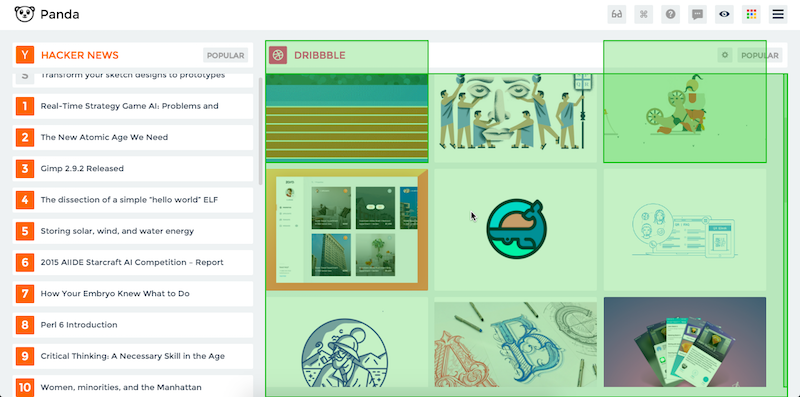 Panda
Y HACKER NEWS POPULAR
S Transform your sketch designs to prototypes
1 Real-Time Strategy Game AI: Problems and
2 The New Atomic Age We Need
3 Gimp 2.9.2 Released
4 The dissection of a simple "hello world" ELF
5 Storing solar, wind, and water energy
6 2015 AIIDE Starcraft AI Competition – Report
7 How Your Embryo Knew What to Do
8 Perl 6 Introduction
9 Critical Thinking: A Necessary Skill in the Age
10 Women, minorities, and the Manhattan
DRIBBBLE POPULAR